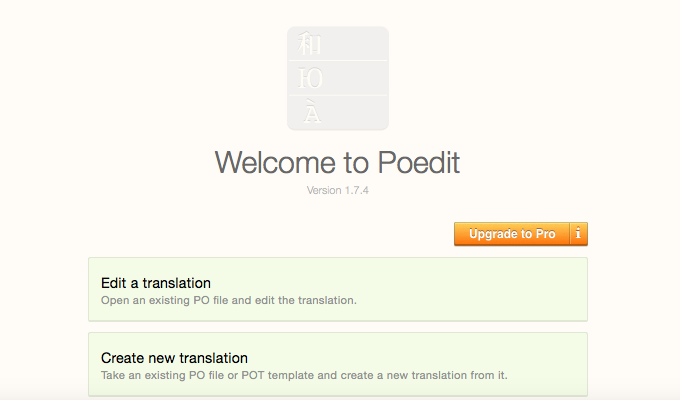 和
Ю
À
Welcome to Poedit
Version 1.7.4
Upgrade to Pro i
Edit a translation
Open an existing PO file and edit the translation.
Create new translation
Take an existing PO file or POT template and create a new translation from it.